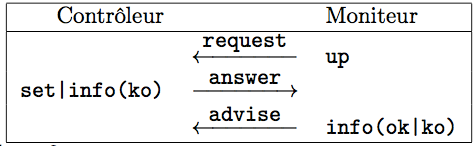 Contrôleur Moniteur
request
up
answer
set|info(ko)
advise
info(ok|ko)